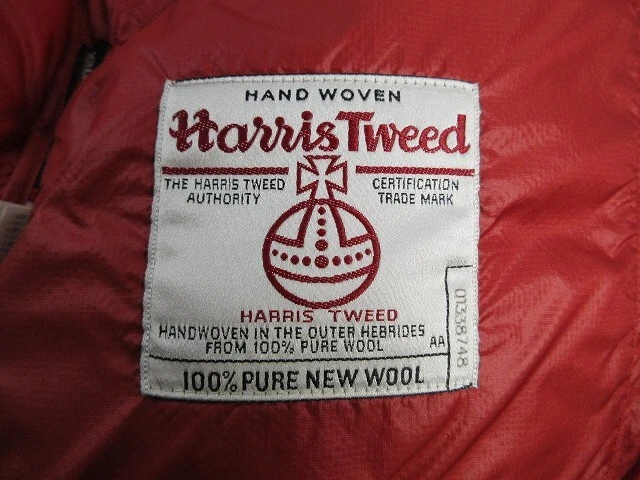 HAND WOVEN
Harris Tweed
THE HARRIS TWEED AUTHORITY
CERTIFICATION TRADE MARK
HARRIS TWEED
HANDWOVEN IN THE OUTER HEBRIDES
FROM 100% PURE WOOL
AA
01338748
100% PURE NEW WOOL